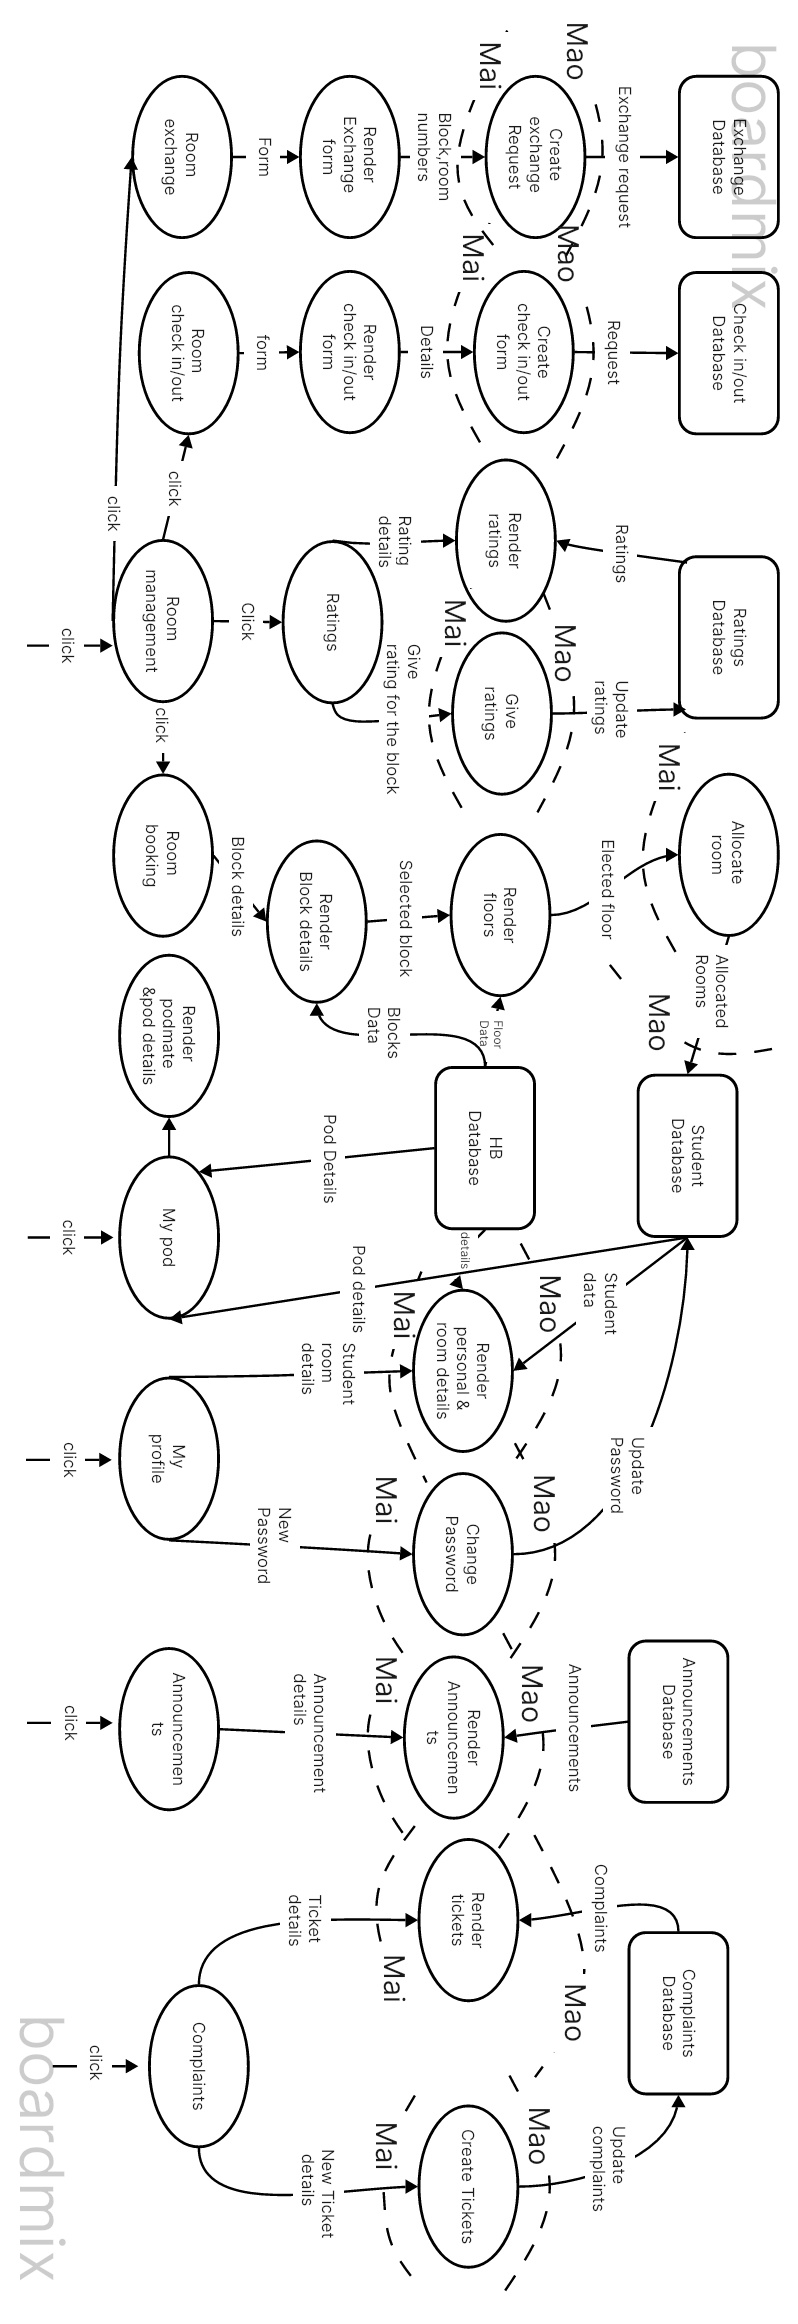 boardmix
Mao
Mai
Exchange
Database
Exchange request
Create
exchange
Request
Block,room
numbers
Render
Exchange
form
Form
Room
exchange
Mao
Mai
Check in/out
Database
Request
Create
check in/out
form
Details
Render
check in/out
form
form
Room
check in/out
click
click
Room
management
click
Click
click
Ratings
Rating
details
Give
rating for the block
Render
ratings
Ratings
Ratings
Database
Mao
Mai
Give
ratings
Update
ratings
Room
booking
Block details
Render
Block details
Selected block
Render
floors
Elected floor
Mai
Allocate
room
Allocated
Rooms
Mao
Floor
Data
Blocks
Data
HB
Database
Student
Database
Render
podmate
&pod details
My pod
click
Pod Details
Pod details
details
Student
data
Mao
Mai
Render
personal &
room details
Student
room
details
My
profile
click
New
Password
Mao
Mai
Change
Password
Update
Password
Announcements
Database
Announcements
Mao
Mai
Render
Announcemen
ts
Announcement
details
Announcemen
ts
click
Complaints
Database
Complaints
Render
tickets
Mao
Mai
Ticket
details
Complaints
click
New Ticket
details
Mao
Mai
Create Tickets
Update
complaints
boardmix